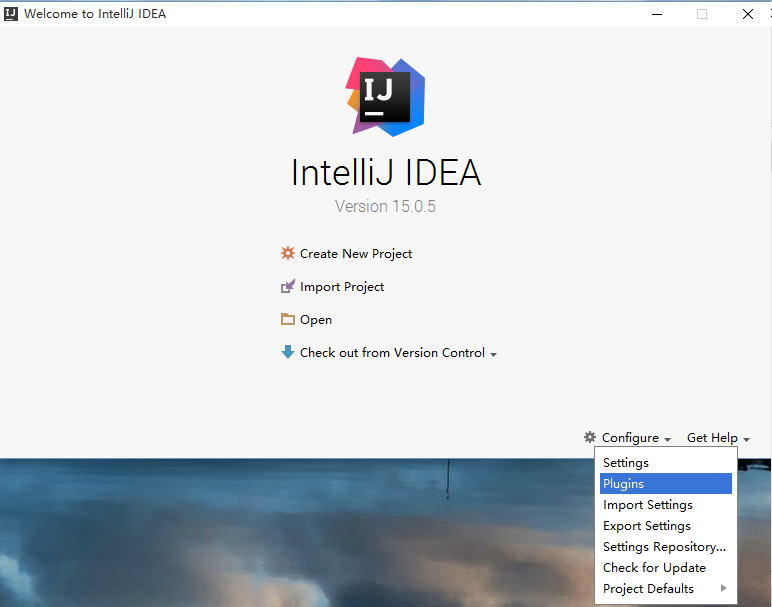 Welcome to IntelliJ IDEA
IJ
IntelliJ IDEA
Version 15.0.5
Create New Project
Import Project
Open
Check out from Version Control
Configure
Get Help
Settings
Plugins
Import Settings
Export Settings
Settings Repository...
Check for Update
Project Defaults